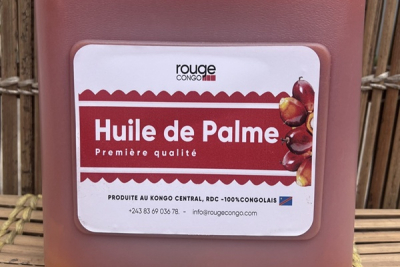 rouge
CONGO
Huile de Palme
Première qualité
PRODUITE AU KONGO CENTRAL, RDC -100%CONGOLAIS
+243 83 69 036 78. - info@rougecongo.com